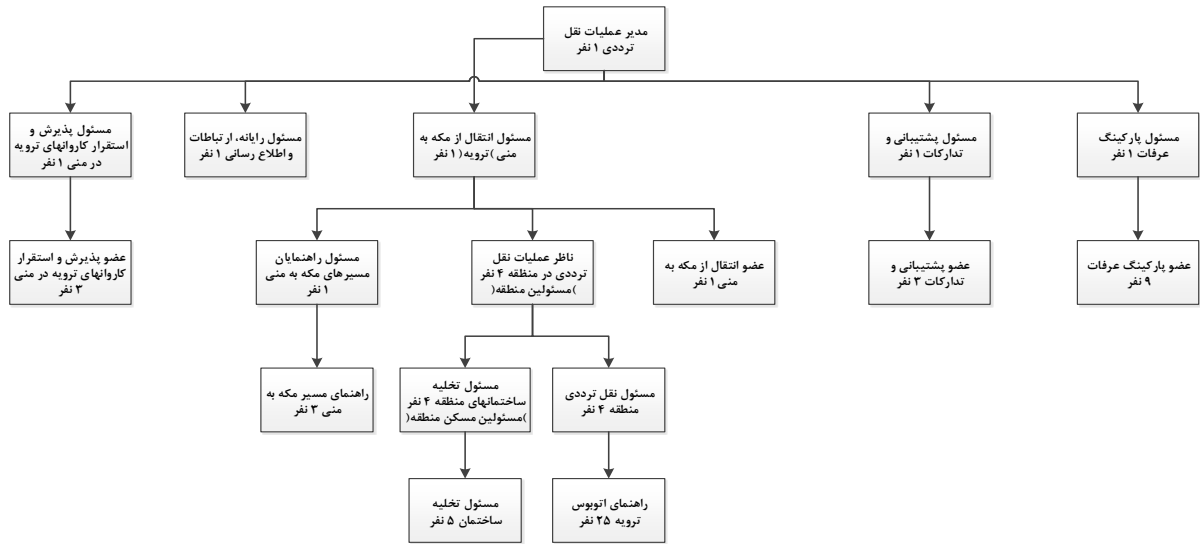 مدیر عملیات نقل
ترددی ۱ نفر
مسئول پارکینگ
عرفات ۱ نفر
مسئول پشتیبانی و
تدارکات ۱ نفر
مسئول انتقال از مکه به
منی )ترویه( ۱ نفر
مسئول رایانه، ارتباطات
و اطلاع رسانی ۱ نفر
مسئول پذیرش و
استقرار کاروانهای ترویه
در منی ۱ نفر
عضو پارکینگ عرفات
۹ نفر
عضو پشتیبانی و
تدارکات ۳ نفر
عضو انتقال از مکه به
منی ۱ نفر
ناظر عملیات نقل
ترددی در منطقه ۴ نفر
)مسئولین منطقه(
مسئول راهنمایان
مسیرهای مکه به منی
۱ نفر
عضو پذیرش و استقرار
کاروانهای ترویه در منی
۳ نفر
مسئول نقل ترددی
منطقه ۴ نفر
مسئول تخلیه
ساختمانهای منطقه ۴ نفر
)مسئولین مسکن منطقه(
راهنمای مسیر مکه به
منی ۳ نفر
راهنمای اتوبوس
ترویه ۲۵ نفر
مسئول تخلیه
ساختمان ۵ نفر